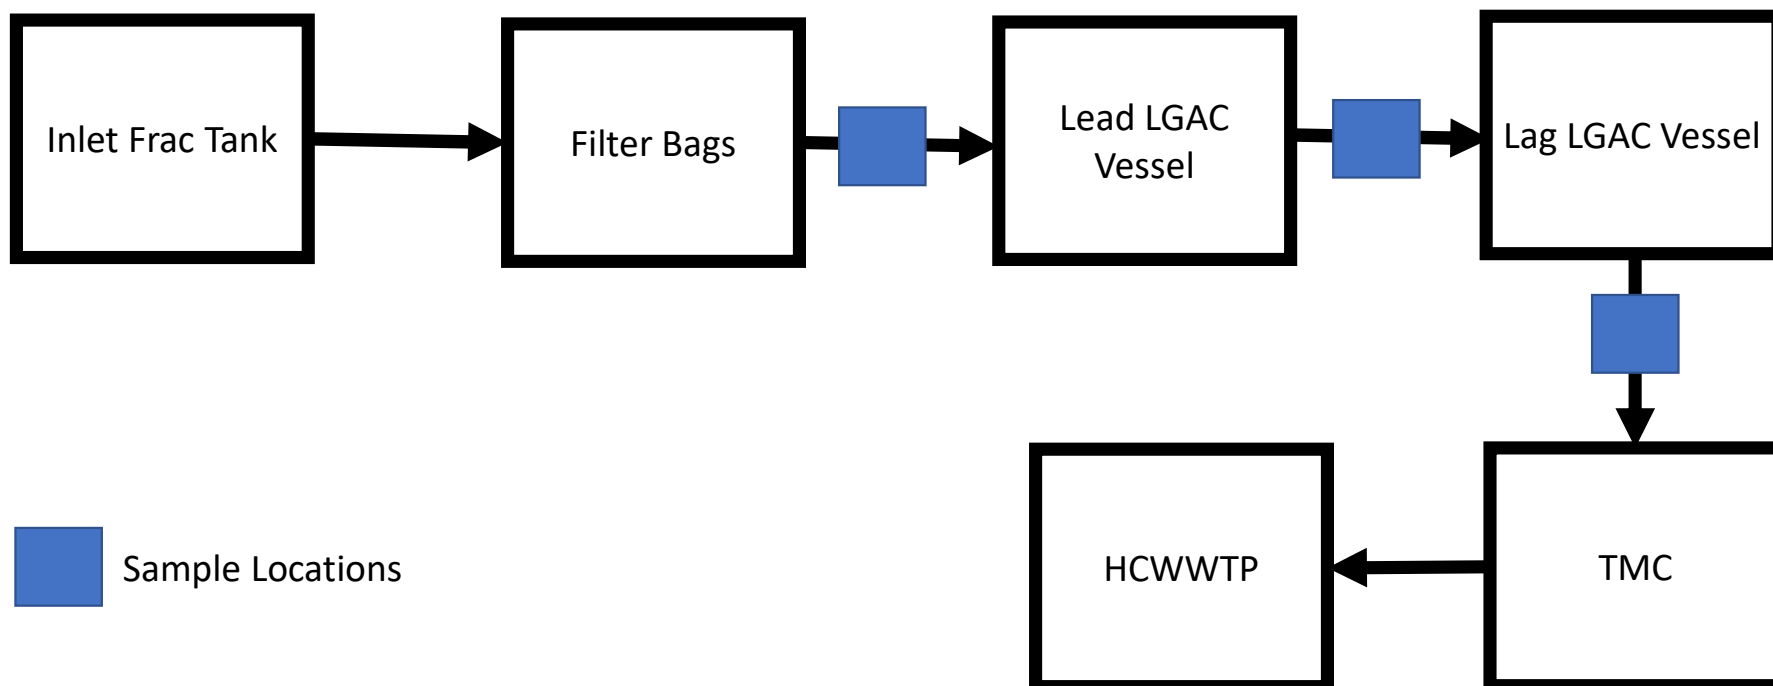 Inlet Frac Tank
Filter Bags
Lead LGAC
Vessel
Lag LGAC Vessel
HCWWTP
TMC
Sample Locations